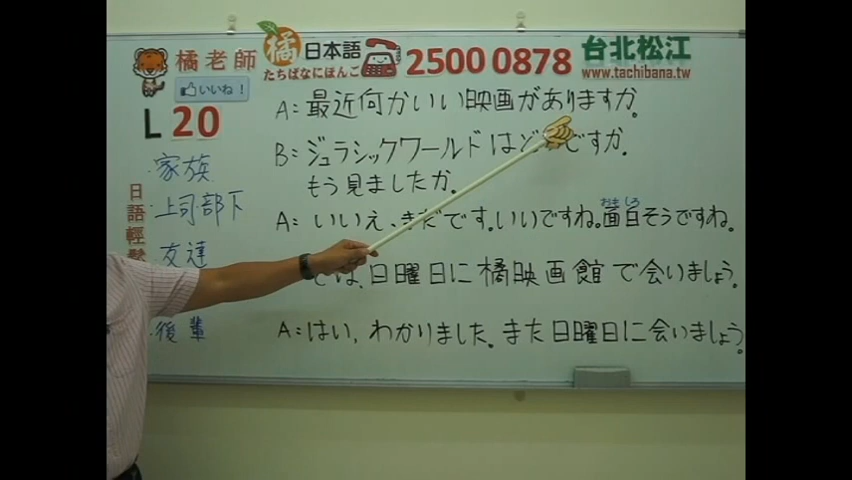 橘老師
いいね！
橘 日本語
たちばなにほんご
2500 0878
台北松江
www.tachibana.tw
L 20
日語輕鬆
・家族
・上司・部下
・友達
・後輩
A：最近何かいい映画がありますか。
B：ジュラシックワールドはど ですか。
もう見ましたか。
A：いいえ、まだです。いいですね。面白そうですね。
おも しろ
では、日曜日に橘映画館で会いましょう。
A：はい、わかりました。また日曜日に会いましょう。